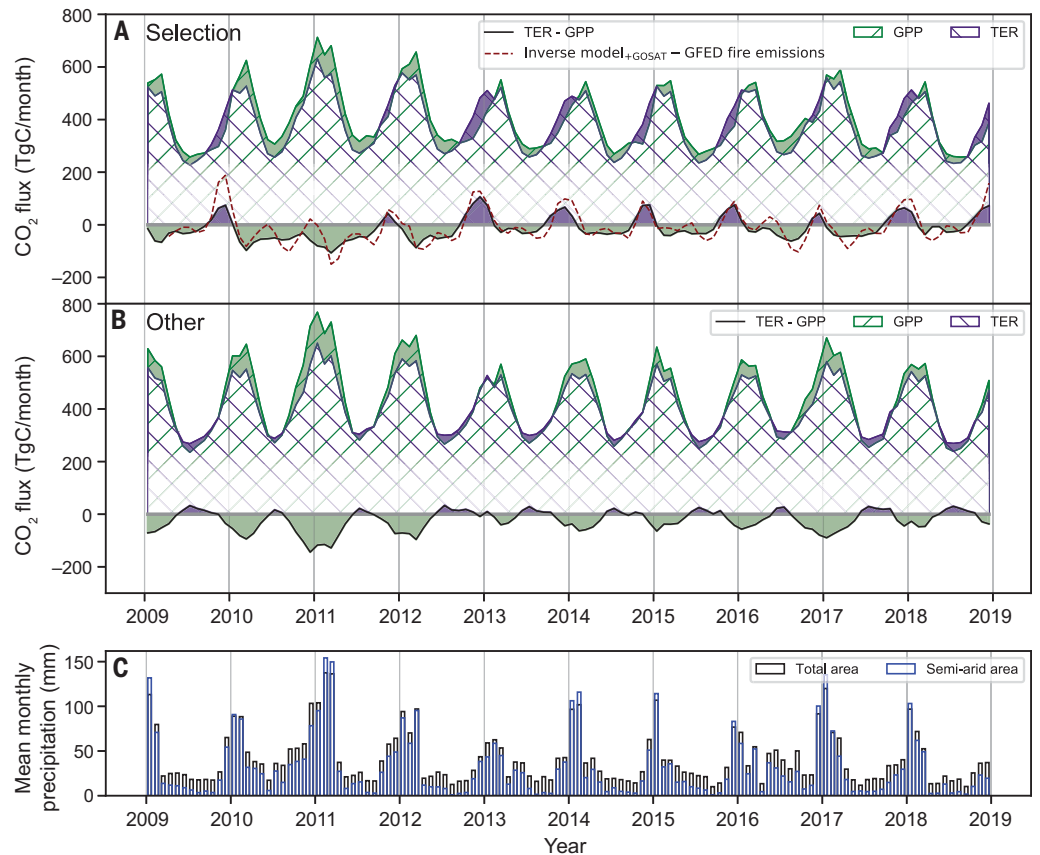 A Selection
TER - GPP
GPP
TER
Inverse model+GOSAT − GFED fire emissions
CO2 flux (TgC/month)
800
600
400
200
0
−200
B Other
TER - GPP
GPP
TER
CO2 flux (TgC/month)
800
600
400
200
0
−200
2009 2010 2011 2012 2013 2014 2015 2016 2017 2018 2019
C
Total area
Semi-arid area
Mean monthly
precipitation (mm)
150
100
50
0
2009 2010 2011 2012 2013 2014 2015 2016 2017 2018 2019
Year